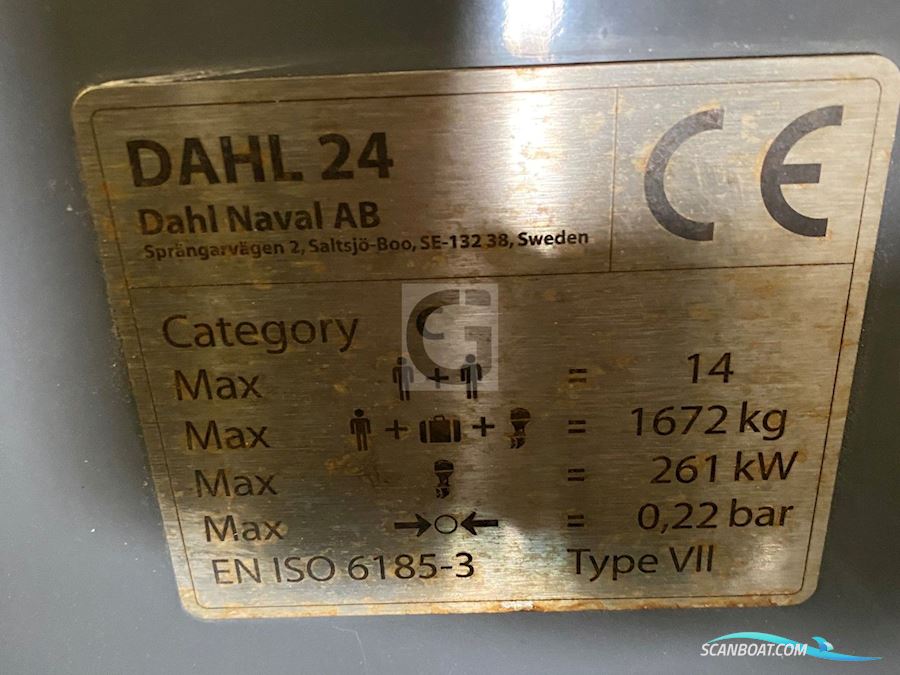 DAHL 24
Dahl Naval AB
Sprängarvägen 2, Saltsjö-Boo, SE-132 38, Sweden
CE
Category C
Max + = 14
Max + + = 1672 kg
Max = 261 kW
Max = 0,22 bar
EN ISO 6185-3 Type VII
G
SCANBOAT.COM